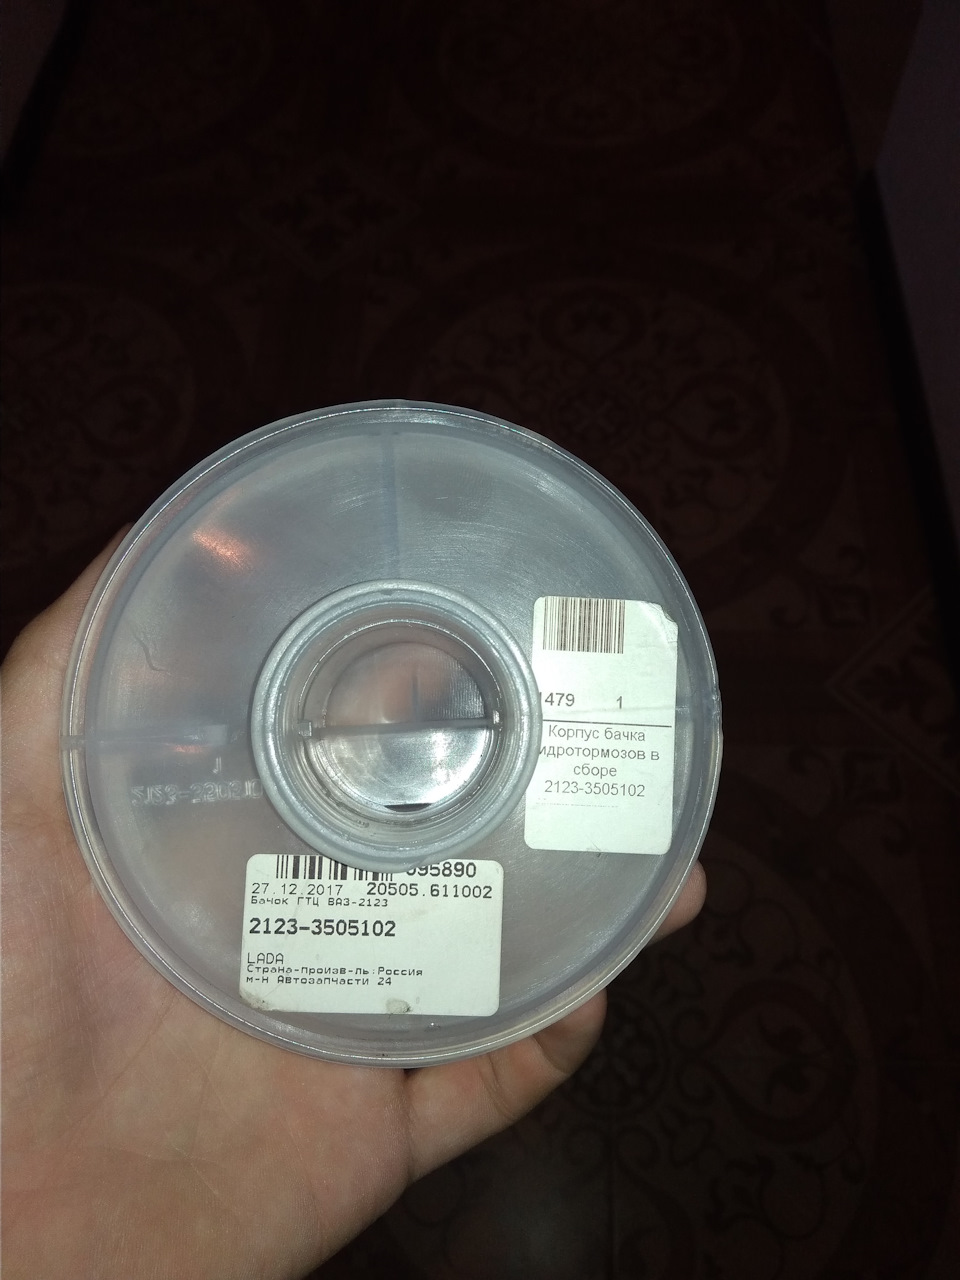 1479 1
Корпус бачка
идротормозов в
сборе
2123-3505102
095890
27.12.2017 20505.611002
Бачок ГТЦ ВАЗ-2123
2123-3505102
LADA
Страна-произв-ль:Россия
м-н Автозапчасти 24